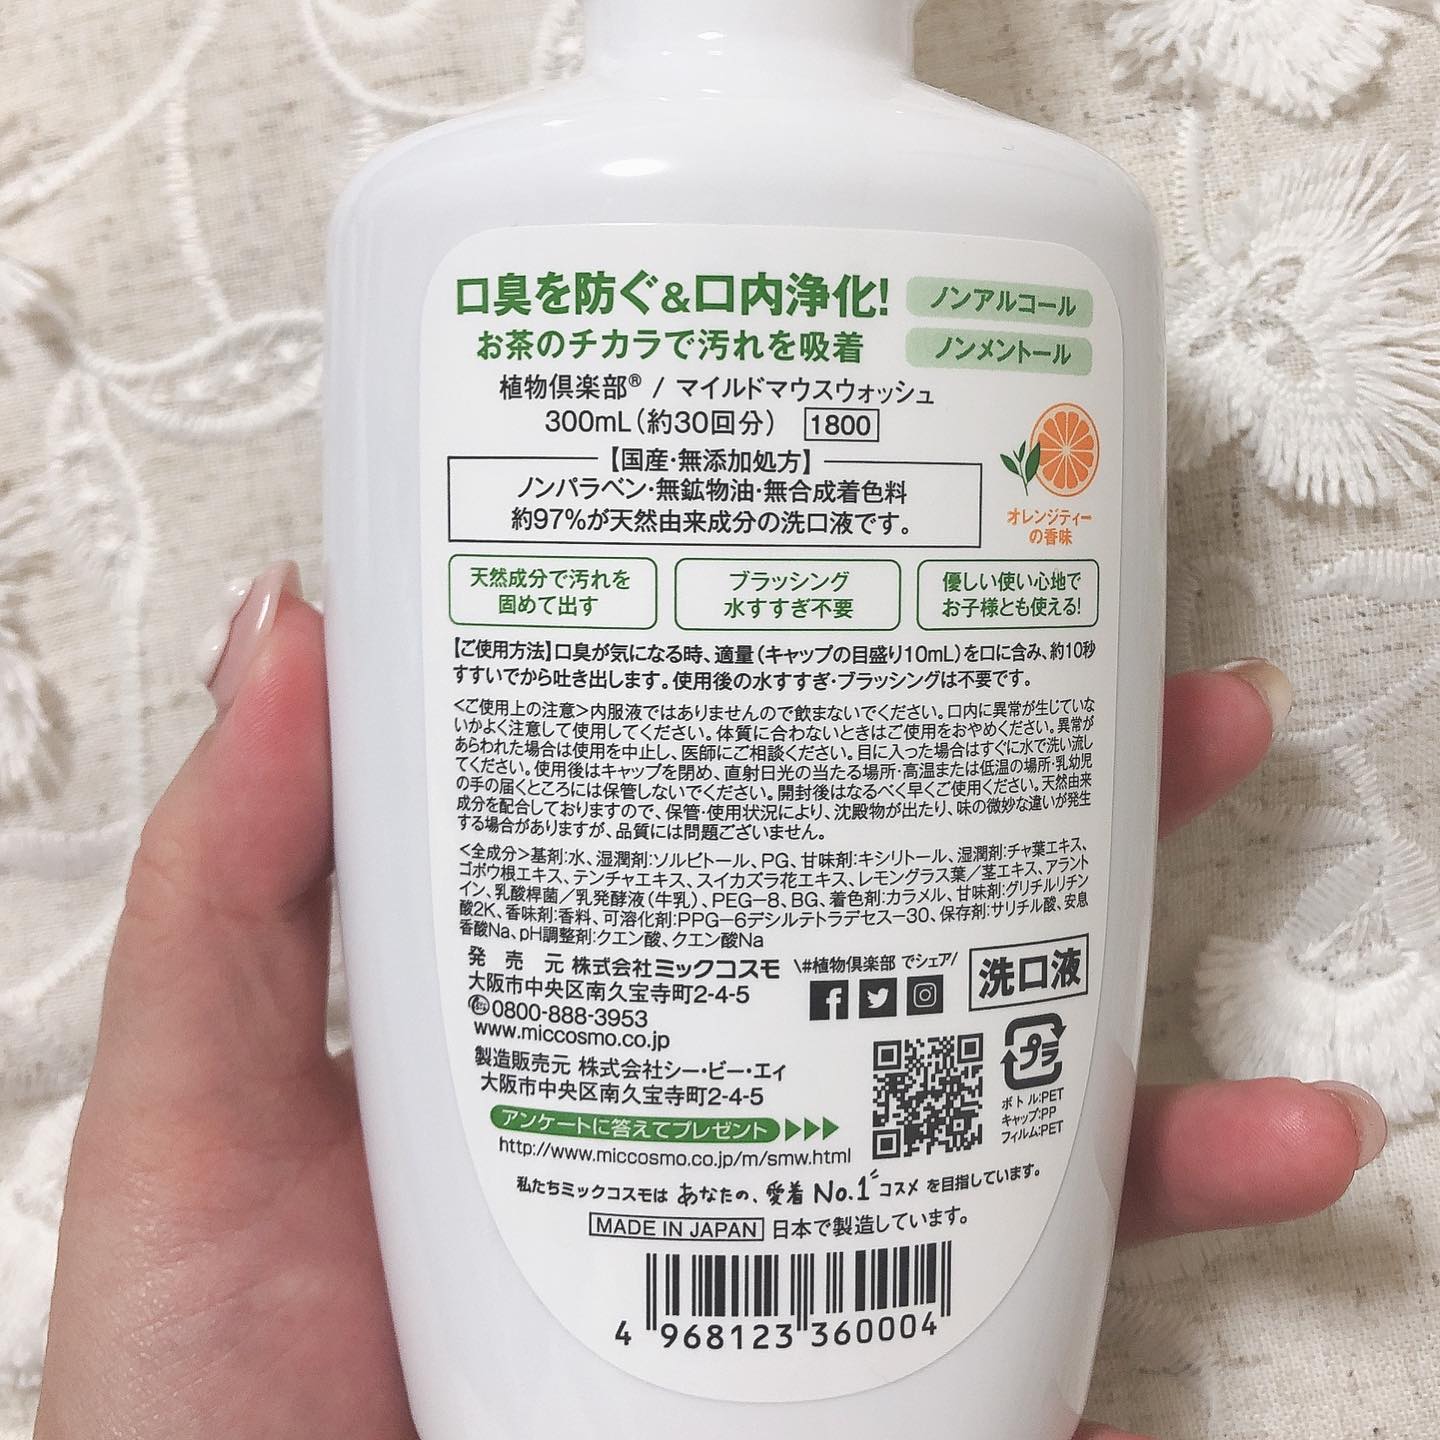 口臭を防ぐ&口内浄化!
ノンアルコール
お茶のチカラで汚れを吸着
ノンメントール
植物倶楽部® / マイルドマウスウォッシュ
300mL(約30回分) 1800
【国産・無添加処方】
ノンパラベン・無鉱物油・無合成着色料
約97%が天然由来成分の洗口液です。
オレンジティー
の香味
天然成分で汚れを
固めて出す
ブラッシング
水すすぎ不要
優しい使い心地で
お子様とも使える!
【ご使用方法】口臭が気になる時、適量(キャップの目盛り10mL)を口に含み、約10秒
すすいでから吐き出します。使用後の水すすぎ・ブラッシングは不要です。
<ご使用上の注意>内服液ではありませんので飲まないでください。口内に異常が生じていな
いかよく注意して使用してください。体質に合わないときはご使用をおやめください。異常が
あらわれた場合は使用を中止し、医師にご相談ください。目に入った場合はすぐに水で洗い流し
てください。使用後はキャップを閉め、直射日光の当たる場所・高温または低温の場所・乳幼児
の手の届くところには保管しないでください。開封後はなるべく早くご使用ください。天然由来
成分を配合しておりますので、保管・使用状況により、沈殿物が出たり、味の微妙な違いが発生
する場合がありますが、品質には問題ございません。
<全成分>基剤:水、湿潤剤:ソルビトール、PG、甘味剤:キシリトール、湿潤剤:チャ葉エキス、
ゴボウ根エキス、テンチャエキス、スイカズラ花エキス、レモングラス葉/茎エキス、アラント
イン、乳酸桿菌/乳発酵液(牛乳)、PEG-8、BG、着色剤:カラメル、甘味剤:グリチルリチン
酸2K、香味剤:香料、可溶化剤:PPG-6デシルテトラデセス-30、保存剤:サリチル酸、安息
香酸Na、pH調整剤:クエン酸、クエン酸Na
発 売 元 株式会社ミックコスモ
大阪市中央区南久宝寺町2-4-5
0800-888-3953
www.miccosmo.co.jp
\#植物倶楽部 でシェア/
洗口液
製造販売元 株式会社シー・ビー・エィ
大阪市中央区南久宝寺町2-4-5
プラ
ボトル:PET
キャップ:PP
フィルム:PET
アンケートに答えてプレゼント
http://www.miccosmo.co.jp/m/smw.html
私たちミックコスモは あなたの、愛着 No.1 コスメ を目指しています。
MADE IN JAPAN 日本で製造しています。
4 968123 360004